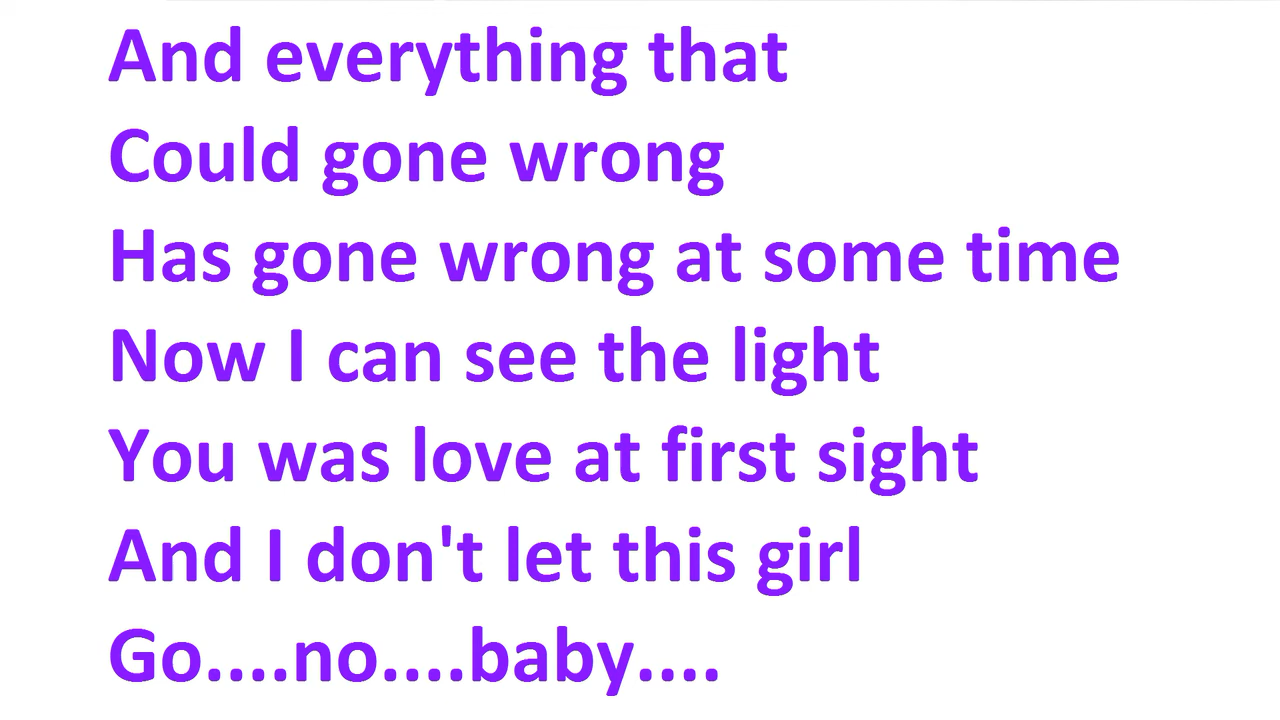 And everything that
Could gone wrong
Has gone wrong at some time
Now I can see the light
You was love at first sight
And I don't let this girl
Go....no....baby....